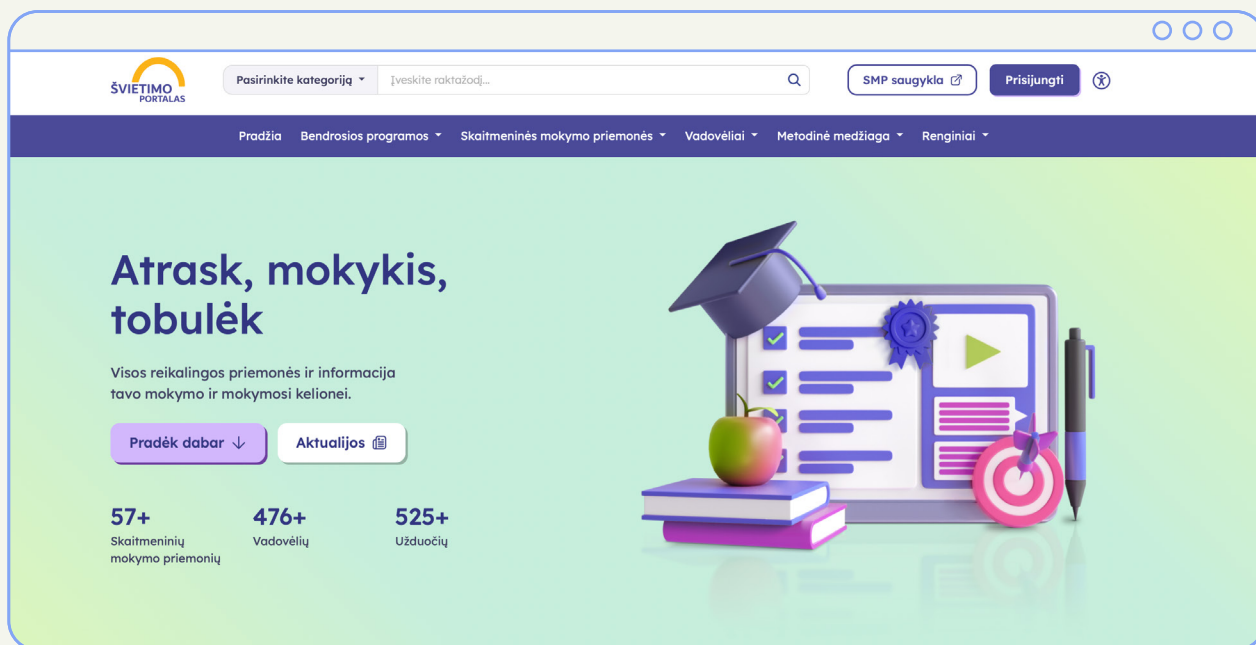 ŠVIETIMO
PORTALAS
Pasirinkite kategoriją
Įveskite raktažodį...
SMP saugykla
Prisijungti
Pradžia
Bendrosios programos
Skaitmeninės mokymo priemonės
Vadovėliai
Metodinė medžiaga
Renginiai
Atrask, mokykis,
tobulėk
Visos reikalingos priemonės ir informacija
tavo mokymo ir mokymosi kelionei.
Pradėk dabar
Aktualijos
57+
Skaitmeninių
mokymo priemonių
476+
Vadovėlių
525+
Užduočių